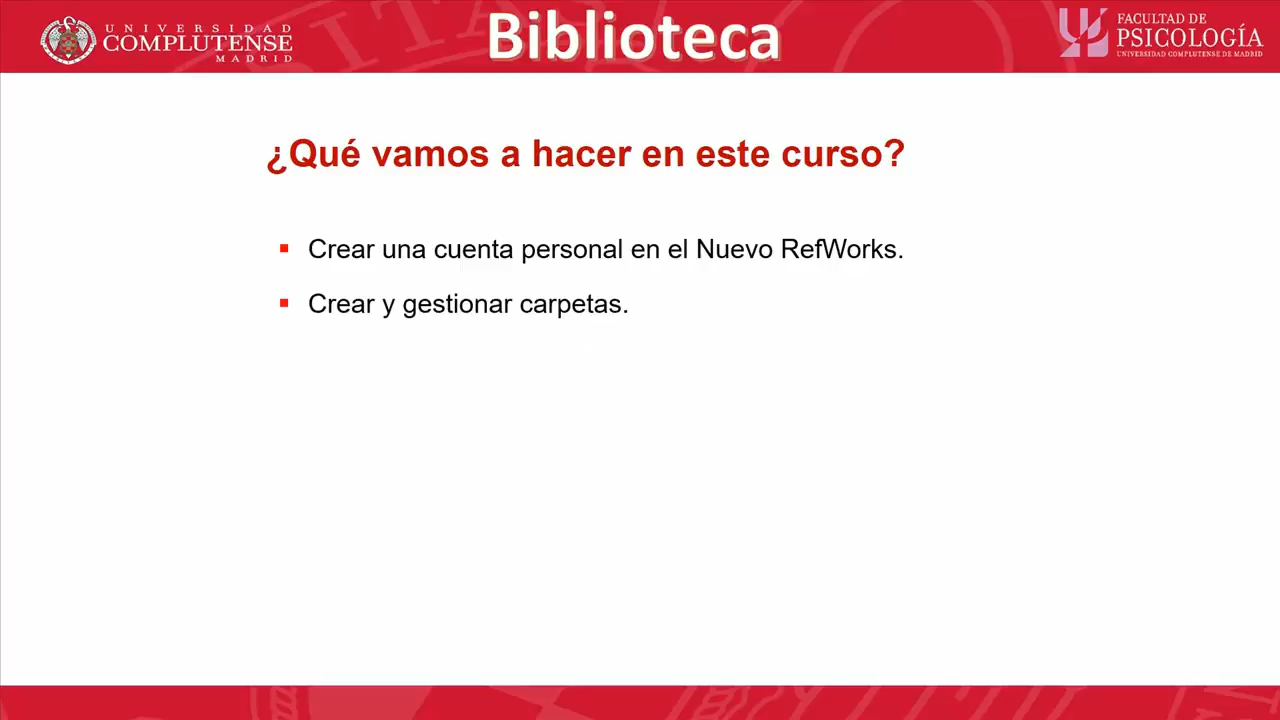 UNIVERSIDAD
COMPLUTENSE
MADRID
Biblioteca
FACULTAD DE
PSICOLOGÍA
UNIVERSIDAD COMPLUTENSE DE MADRID
¿Qué vamos a hacer en este curso?
Crear una cuenta personal en el Nuevo RefWorks.
Crear y gestionar carpetas.